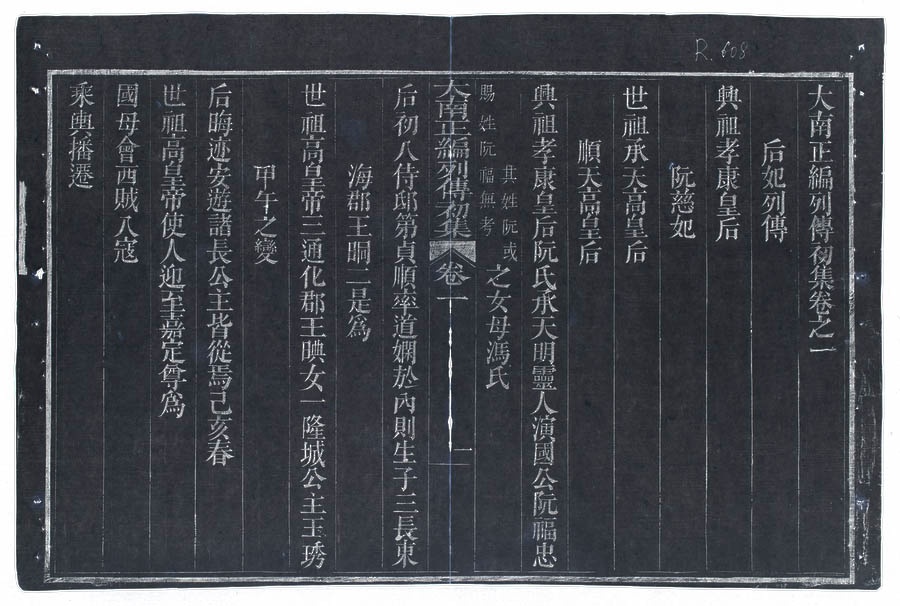 R. 608
大南正編列傳初集卷之一
后妃列傳
興祖孝康皇后
阮慈妃
世祖承天高皇后
順天高皇后
興祖孝康皇后阮氏承天明靈人演國公阮福忠
其姓阮或
賜姓阮福無考
之女母馮氏
大南正編列傳初集 卷一 一
后初入侍邸第貞順率道嫻於內則生子三長東
海郡王晍二是爲
世祖高皇帝三通化郡王晪女一隆城公主玉琇
甲午之變
后晦迹安遊諸長公主皆從焉己亥春
世祖高皇帝使人迎至嘉定尊爲
國母會西賊入寇
乘輿播遷